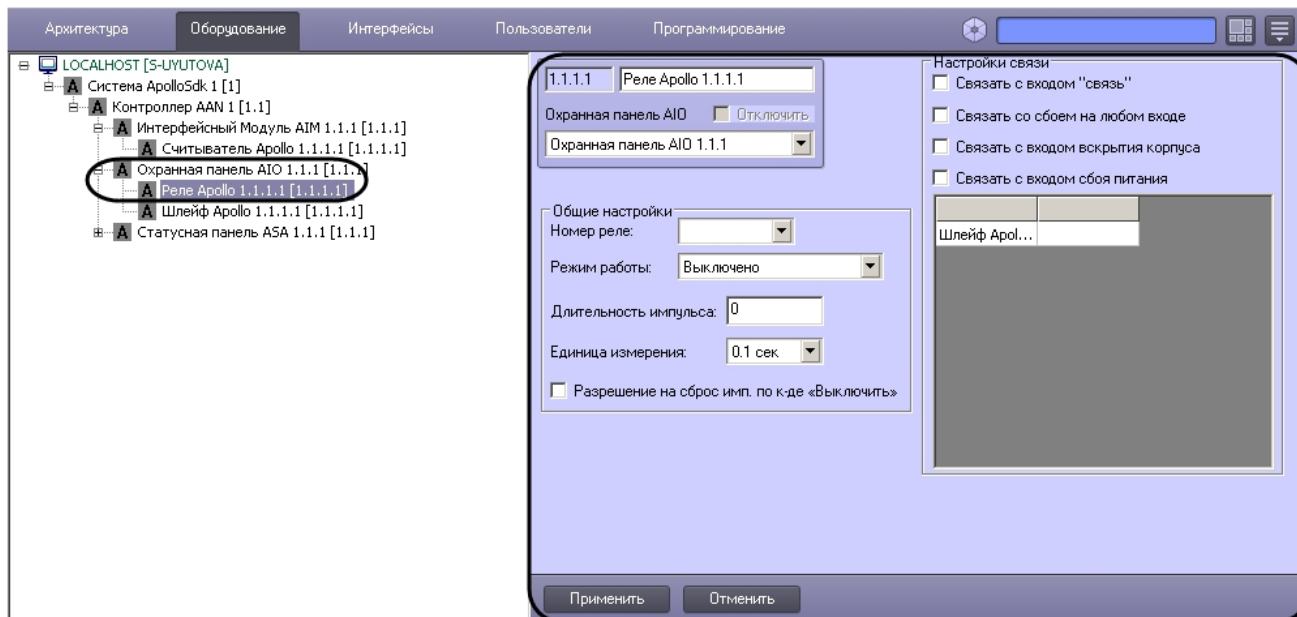 Архитектура Оборудование Интерфейсы Пользователи Программирование
LOCALHOST [S-UYUTOVA]
Система ApolloSdk 1 [1]
Контроллер AAN 1 [1.1]
Интерфейсный Модуль AIM 1.1.1 [1.1.1]
Считыватель Apollo 1.1.1.1 [1.1.1.1]
Охранная панель AIO 1.1.1 [1.1.1]
Реле Apollo 1.1.1.1 [1.1.1.1]
Шлейф Apollo 1.1.1.1 [1.1.1.1]
Статусная панель ASA 1.1.1 [1.1.1]
1.1.1.1 Реле Apollo 1.1.1.1
Охранная панель AIO Отключить
Охранная панель AIO 1.1.1
Общие настройки
Номер реле:
Режим работы: Выключено
Длительность импульса: 0
Единица измерения: 0.1 сек
Разрешение на сброс имп. по к-де «Выключить»
Настройки связи
Связать с входом "связь"
Связать со сбоем на любом входе
Связать с входом вскрытия корпуса
Связать с входом сбоя питания
Шлейф Apol...
Применить Отменить